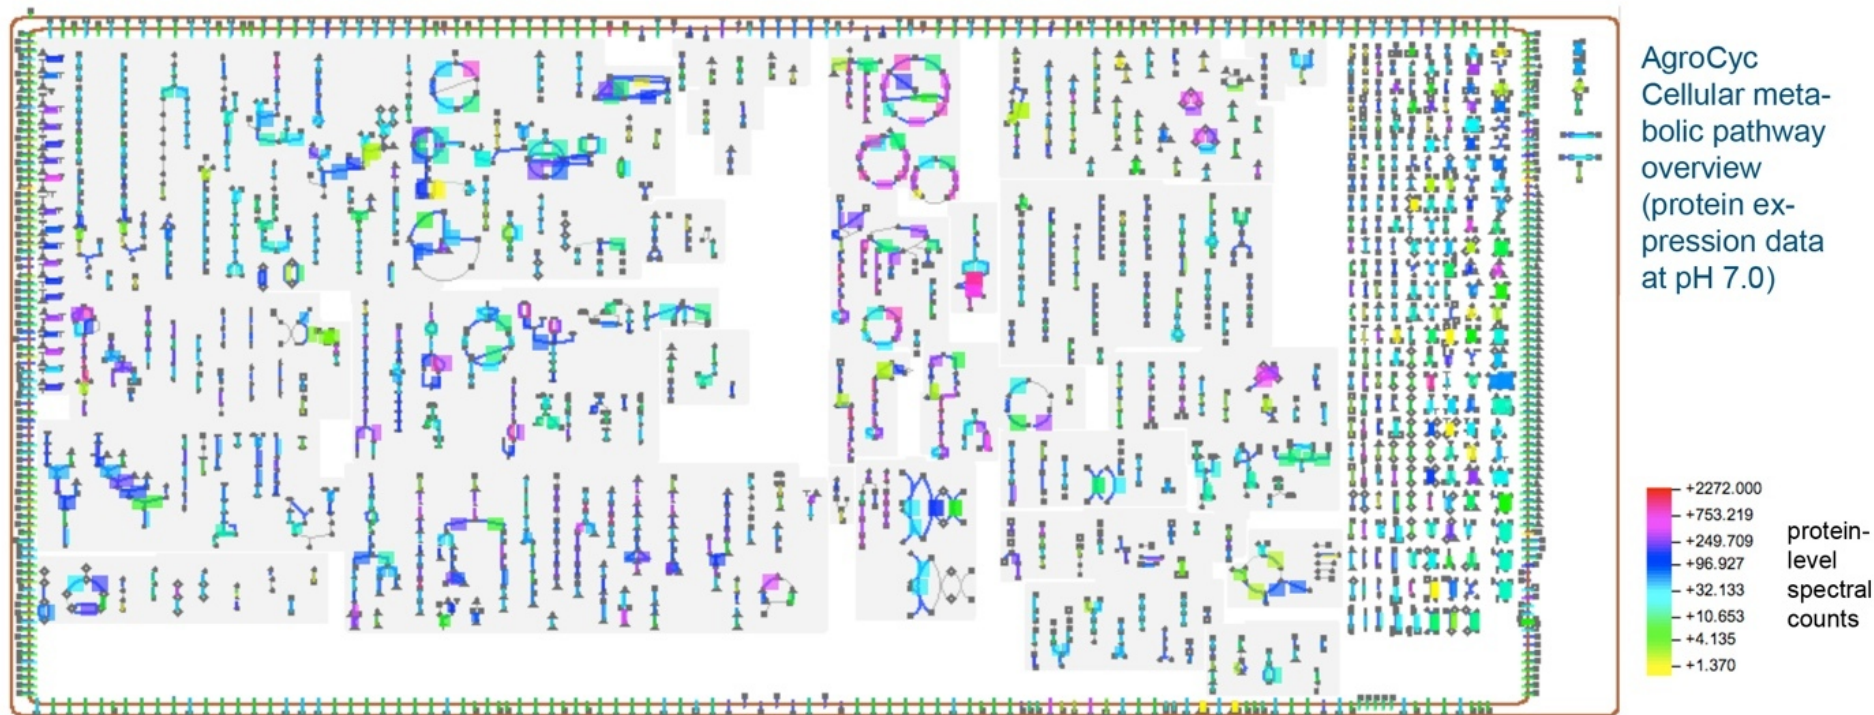 AgroCyc
Cellular meta-
bolic pathway
overview
(protein ex-
pression data
at pH 7.0)
+2272.000
+753.219
+249.709
+96.927
+32.133
+10.653
+4.135
+1.370
protein-
level
spectral
counts